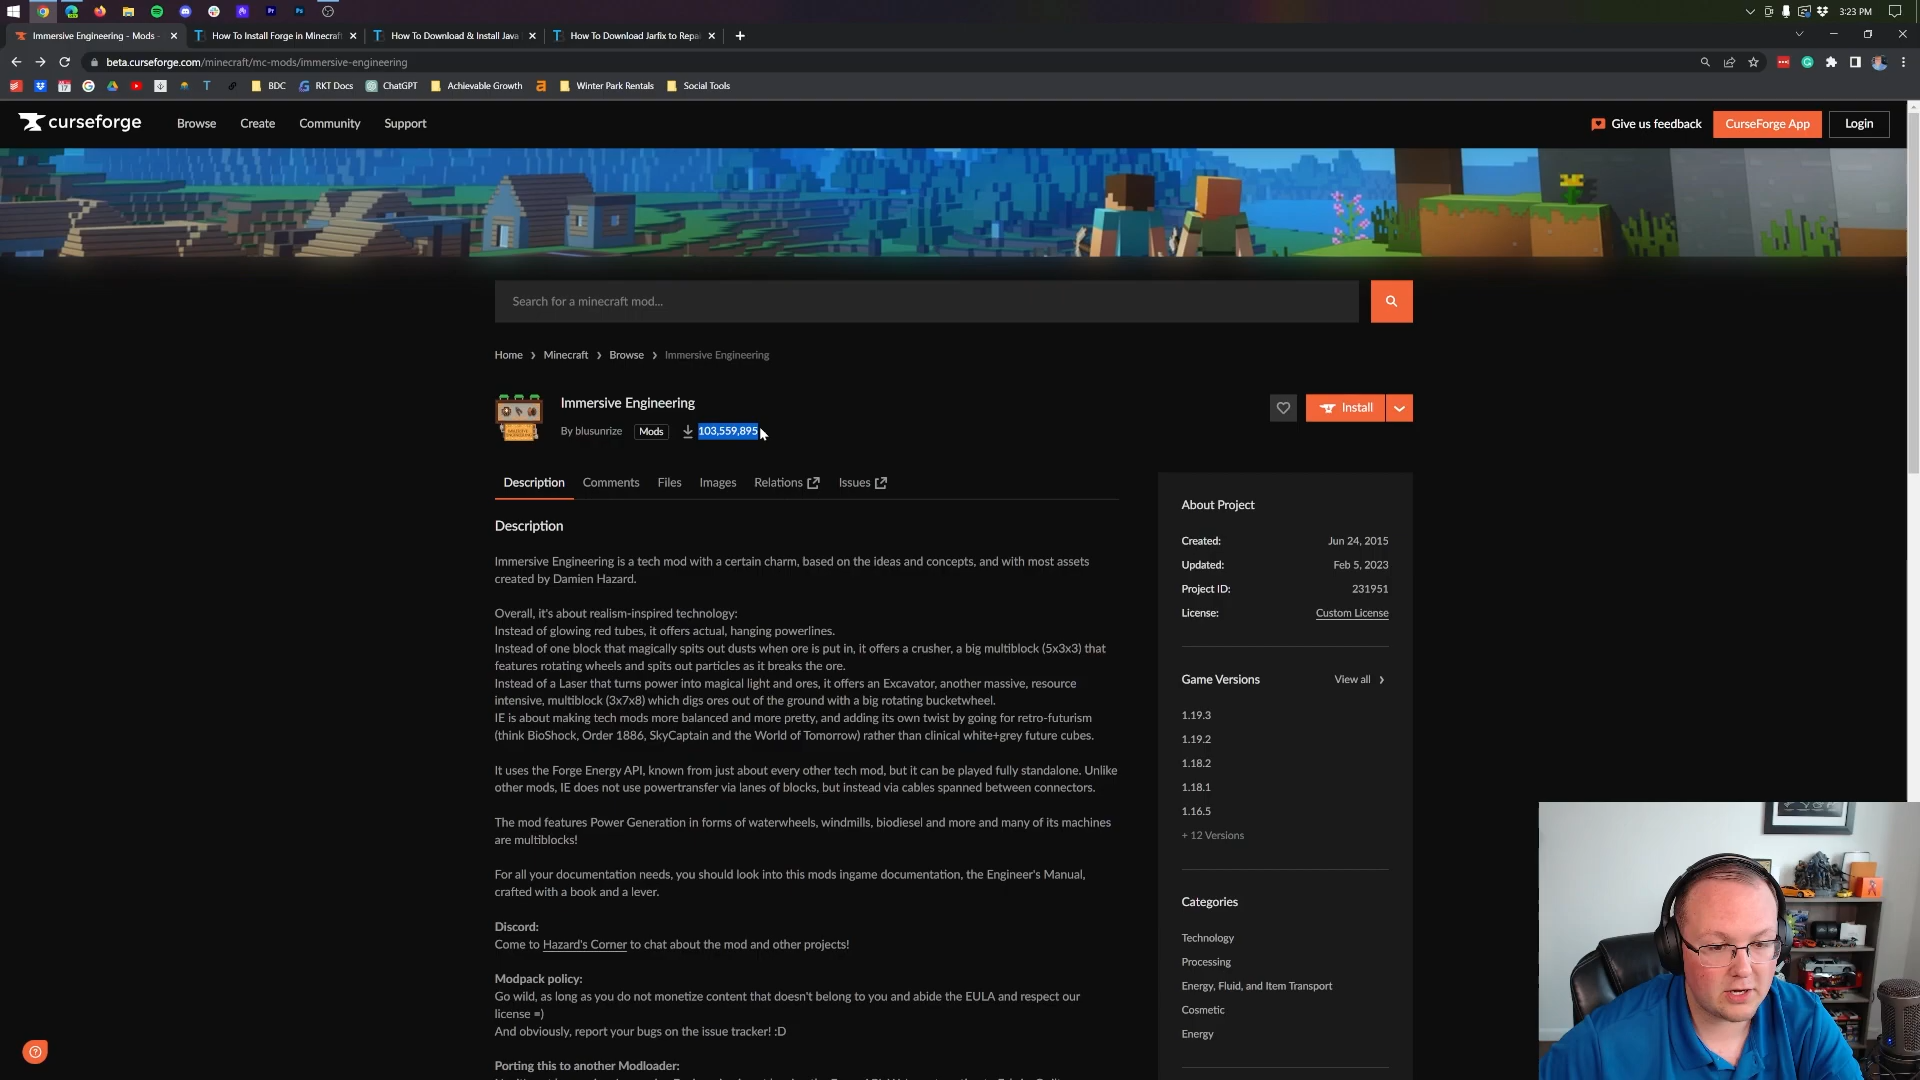 3:23 PM
Immersive Engineering - Mods -
How To Install Forge in Minecraft
How To Download & Install Java
How To Download Jarfix to Repai
beta.curseforge.com/minecraft/mc-mods/immersive-engineering
BDC
RKT Docs
ChatGPT
Achievable Growth
Winter Park Rentals
Social Tools
curseforge
Browse
Create
Community
Support
Give us feedback
CurseForge App
Login
Search for a minecraft mod...
Home > Minecraft > Browse > Immersive Engineering
Immersive Engineering
By blusunrize Mods 103,559,895
Install
Description
Comments
Files
Images
Relations
Issues
Description
Immersive Engineering is a tech mod with a certain charm, based on the ideas and concepts, and with most assets
created by Damien Hazard.
Overall, it's about realism-inspired technology:
Instead of glowing red tubes, it offers actual, hanging powerlines.
Instead of one block that magically spits out dusts when ore is put in, it offers a crusher, a big multiblock (5x3x3) that
features rotating wheels and spits out particles as it breaks the ore.
Instead of a Laser that turns power into magical light and ores, it offers an Excavator, another massive, resource
intensive, multiblock (3x7x8) which digs ores out of the ground with a big rotating bucketwheel.
IE is about making tech mods more balanced and more pretty, and adding its own twist by going for retro-futurism
(think BioShock, Order 1886, SkyCaptain and the World of Tomorrow) rather than clinical white+grey future cubes.
It uses the Forge Energy API, known from just about every other tech mod, but it can be played fully standalone. Unlike
other mods, IE does not use powertransfer via lanes of blocks, but instead via cables spanned between connectors.
The mod features Power Generation in forms of waterwheels, windmills, biodiesel and more and many of its machines
are multiblocks!
For all your documentation needs, you should look into this mods ingame documentation, the Engineer's Manual,
crafted with a book and a lever.
Discord:
Come to Hazard's Corner to chat about the mod and other projects!
Modpack policy:
Go wild, as long as you do not monetize content that doesn't belong to you and abide the EULA and respect our
license =)
And obviously, report your bugs on the issue tracker! :D
Porting this to another Modloader:
About Project
Created: Jun 24, 2015
Updated: Feb 5, 2023
Project ID: 231951
License: Custom License
Game Versions View all >
1.19.3
1.19.2
1.18.2
1.18.1
1.16.5
+ 12 Versions
Categories
Technology
Processing
Energy, Fluid, and Item Transport
Cosmetic
Energy